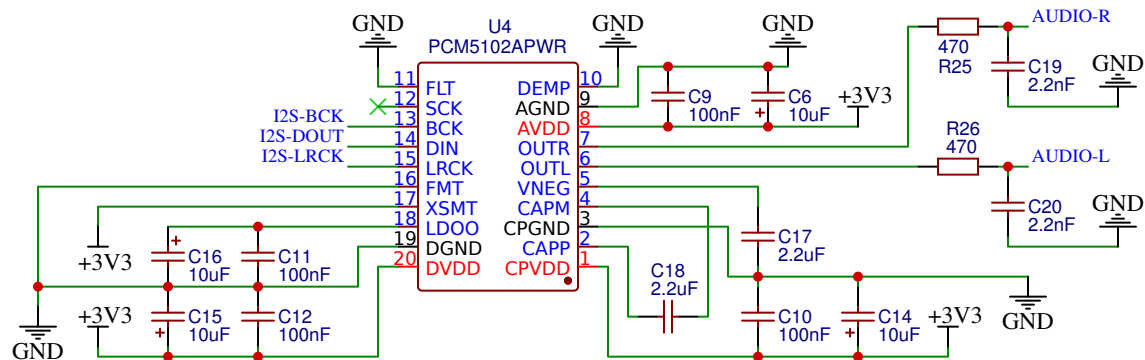 GND
U4
PCM5102APWR
GND
GND
470
R25
AUDIO-R
C19
2.2nF
GND
11 FLT
DEMP 10
12 SCK
AGND 9
C9
100nF
C6
10uF
+3V3
I2S-BCK
13 BCK
AVDD 8
I2S-DOUT
14 DIN
OUTR 7
I2S-LRCK
15 LRCK
OUTL 6
R26
470
AUDIO-L
16 FMT
VNEG 5
17 XSMT
CAPM 4
18 LDOO
CPGND 3
19 DGND
CAPP 2
20 DVDD
CPVDD 1
C20
2.2nF
GND
C17
2.2uF
+3V3
C16
10uF
C11
100nF
C18
2.2uF
GND
+3V3
C15
10uF
C12
100nF
C10
100nF
C14
10uF
+3V3
GND